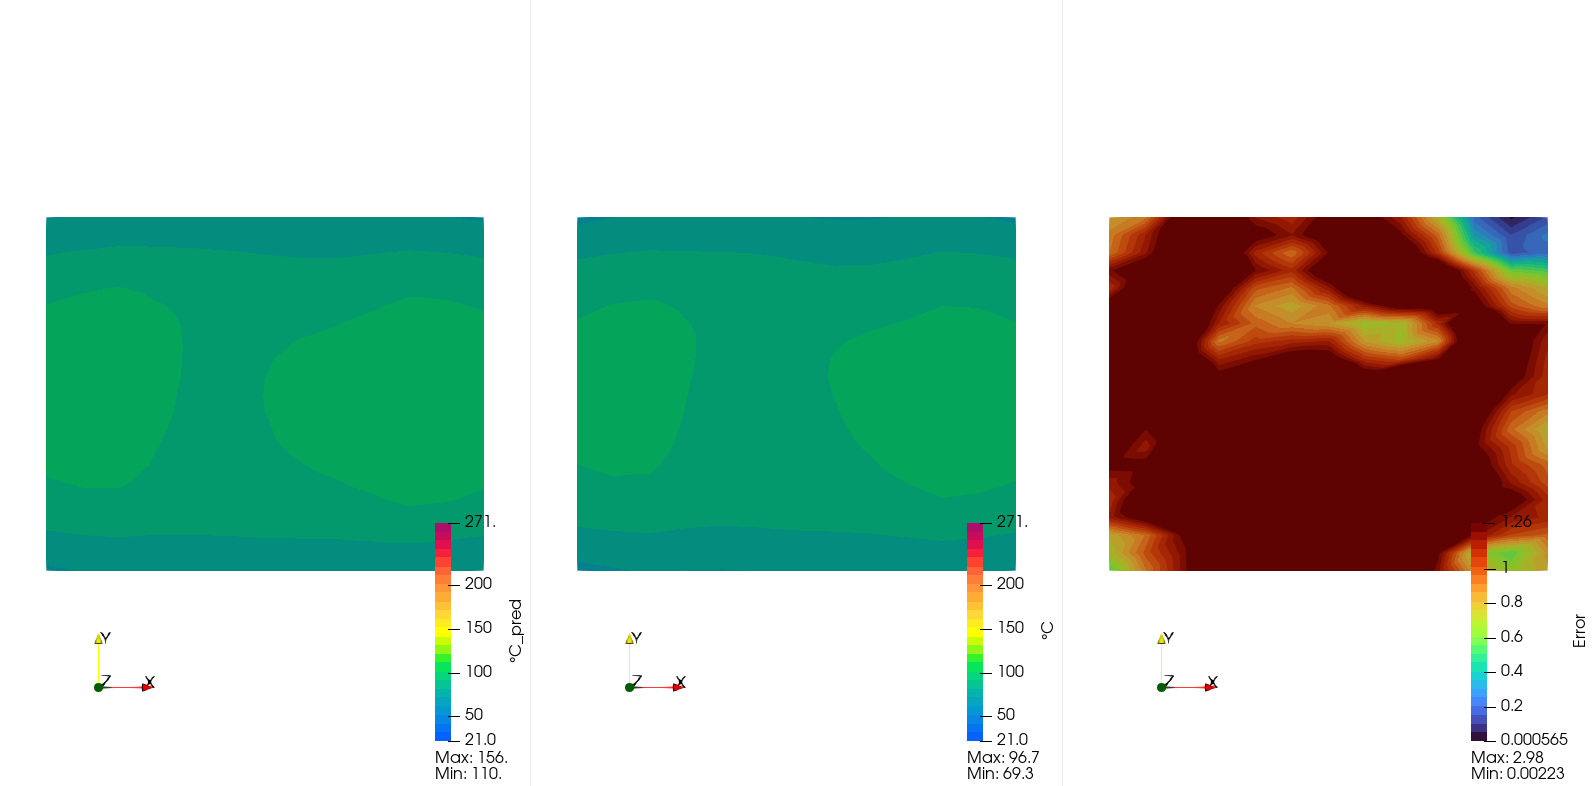 271.
200
150
100
50
21.0
°C_pred
Max: 156.
Min: 110.
Y
Z
X
271.
200
150
100
50
21.0
°C
Max: 96.7
Min: 69.3
Y
Z
X
1.26
1
0.8
0.6
0.4
0.2
0.000565
Error
Max: 2.98
Min: 0.00223
Y
Z
X